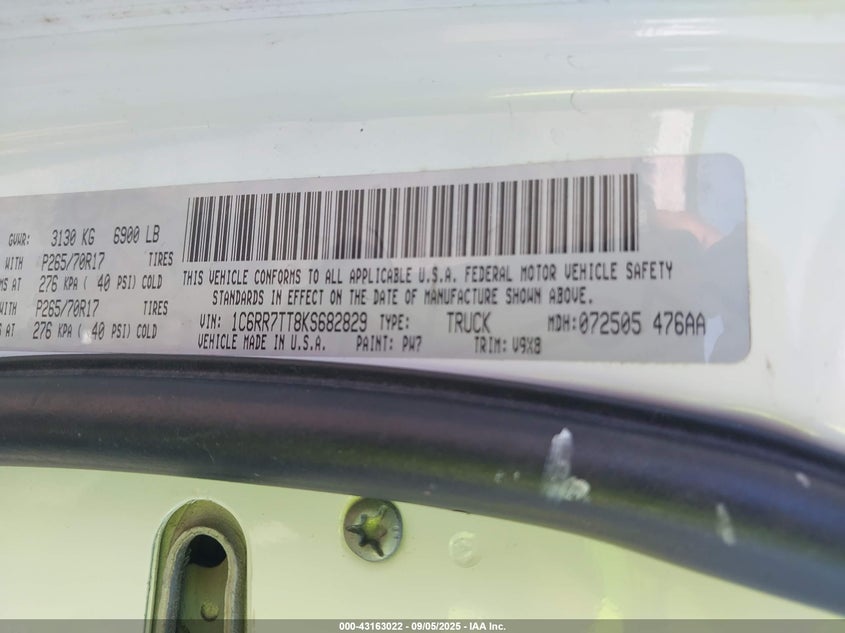 GVWR: 3130 KG 6900 LB
WITH P265/70R17 TIRES
MS AT 276 KPA ( 40 PSI) COLD
WITH P265/70R17 TIRES
S AT 276 KPA ( 40 PSI) COLD
THIS VEHICLE CONFORMS TO ALL APPLICABLE U.S.A. FEDERAL MOTOR VEHICLE SAFETY
STANDARDS IN EFFECT ON THE DATE OF MANUFACTURE SHOWN ABOVE.
VIN: 1C6RR7TT8KS682829 TYPE: TRUCK MDH: 072505 476AA
VEHICLE MADE IN U.S.A. PAINT: PW7 TRIM: V9X8
000-43163022 - 09/05/2025 - IAA Inc.